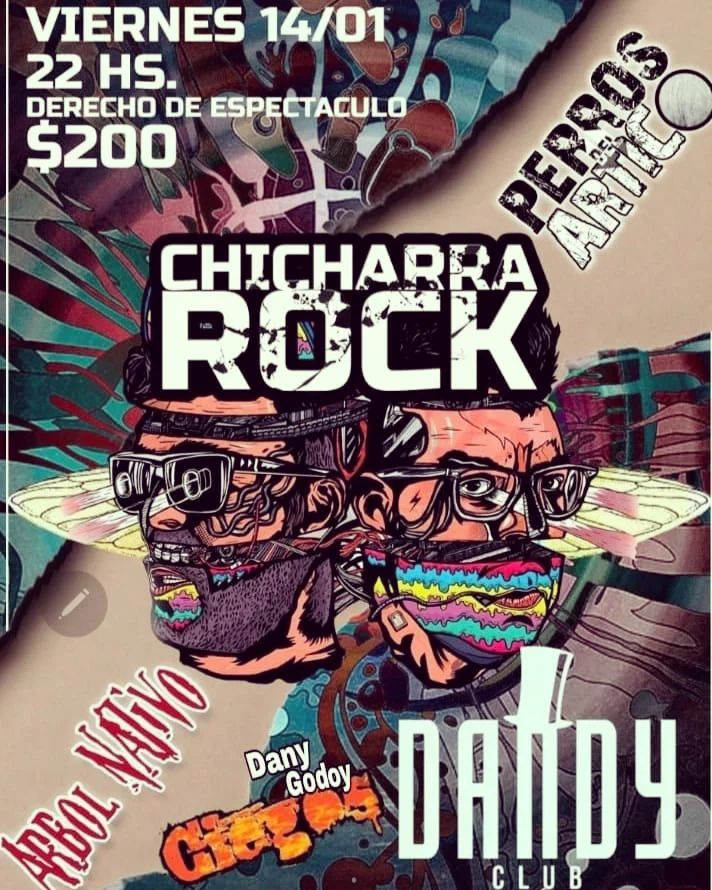 VIERNES 14/01
22 HS.
DERECHO DE ESPECTACULO
$200
PERROS
DEL
ARTICO
CHICHARRA
ROCK
ARBOL NATIVO
Dany
Godoy
Ciegos
DANDY
CLUB